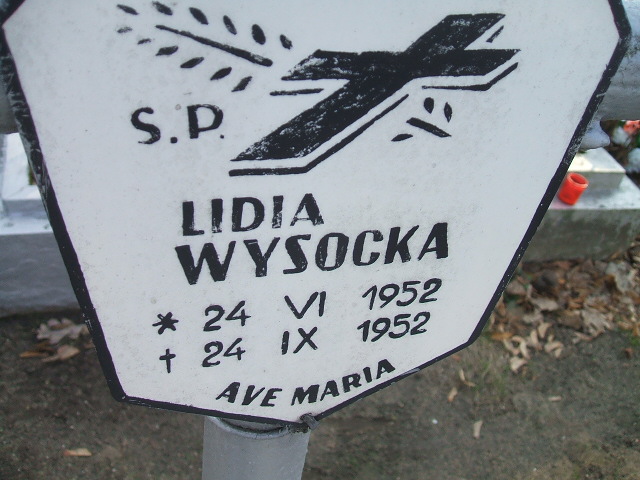 S.P.
LIDIA
WYSOCKA
* 24 VI 1952
† 24 IX 1952
AVE MARIA